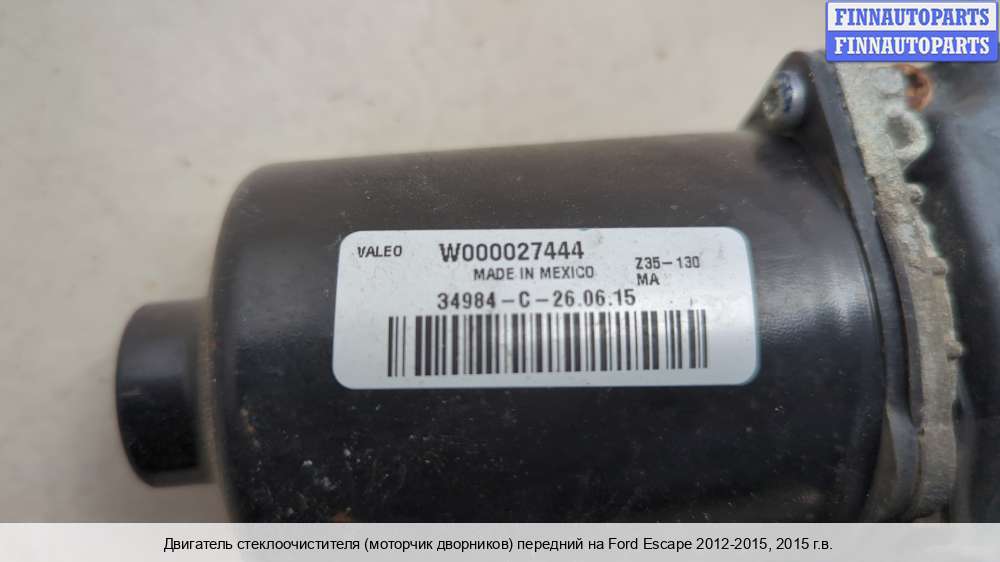 FINNAUTOPARTS
FINNAUTOPARTS
VALEO W000027444
MADE IN MEXICO Z35-130
MA
34984-C-26.06.15
Двигатель стеклоочистителя (моторчик дворников) передний на Ford Escape 2012-2015, 2015 г.в.